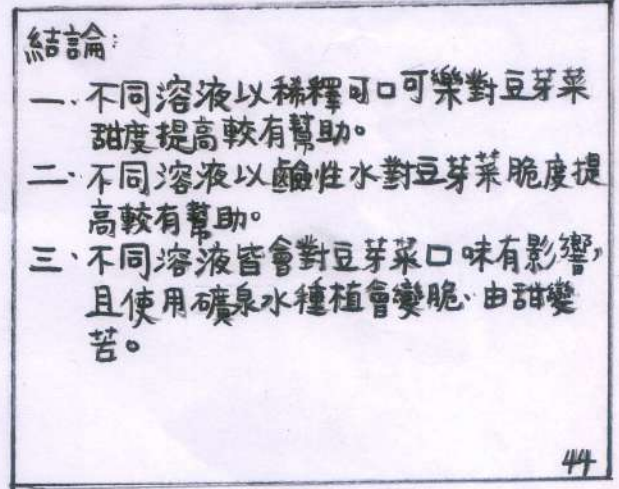 結論:
一、不同溶液以稀釋可口可樂對豆芽菜
甜度提高較有幫助。
二、不同溶液以鹼性水對豆芽菜脆度提
高較有幫助。
三、不同溶液皆會對豆芽菜口味有影響,
且使用礦泉水種植會變脆、由甜變
苦。
44